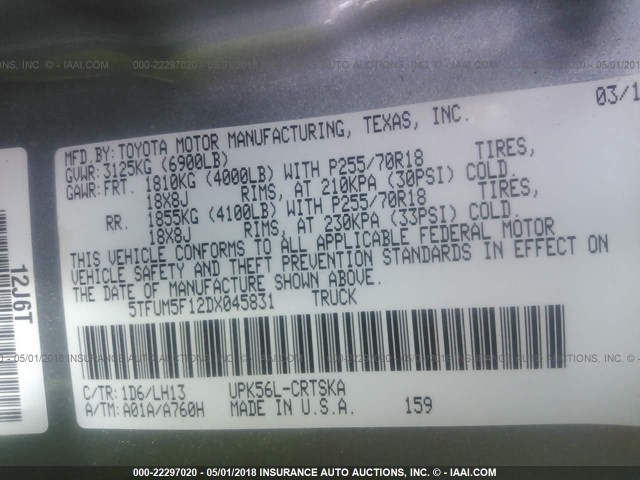 000-22297020 - 05/01/2018 INSURANCE AUTO AUCTIONS, INC. - IAAI.COM
03/1
MFD.BY:TOYOTA MOTOR MANUFACTURING, TEXAS, INC.
GVWR:3125KG (6900LB)
GAWR:FRT. 1810KG (4000LB) WITH P255/70R18 TIRES,
18X8J RIMS, AT 210KPA (30PSI) COLD.
RR. 1855KG (4100LB) WITH P255/70R18 TIRES,
18X8J RIMS, AT 230KPA (33PSI) COLD.
THIS VEHICLE CONFORMS TO ALL APPLICABLE FEDERAL MOTOR
VEHICLE SAFETY AND THEFT PREVENTION STANDARDS IN EFFECT ON
THE DATE OF MANUFACTURE SHOWN ABOVE.
5TFUM5F12DX045831 TRUCK
12J6T
C/TR:1D6/LH13 UPK56L-CRTSKA
A/TM:A01A/A760H MADE IN U.S.A. 159
000-22297020 - 05/01/2018 INSURANCE AUTO AUCTIONS, INC. - IAAI.COM